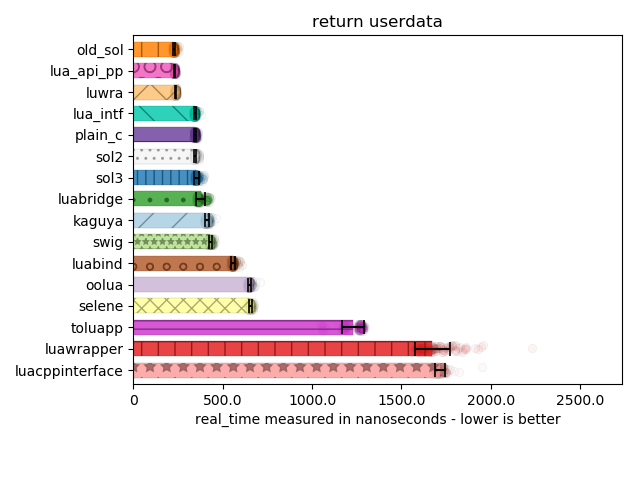 return userdata
old_sol
lua_api_pp
luwra
lua_intf
plain_c
sol2
sol3
luabridge
kaguya
swig
luabind
oolua
selene
toluapp
luawrapper
luacppinterface
0 500.0 1000.0 1500.0 2000.0 2500.0
real_time measured in nanoseconds - lower is better